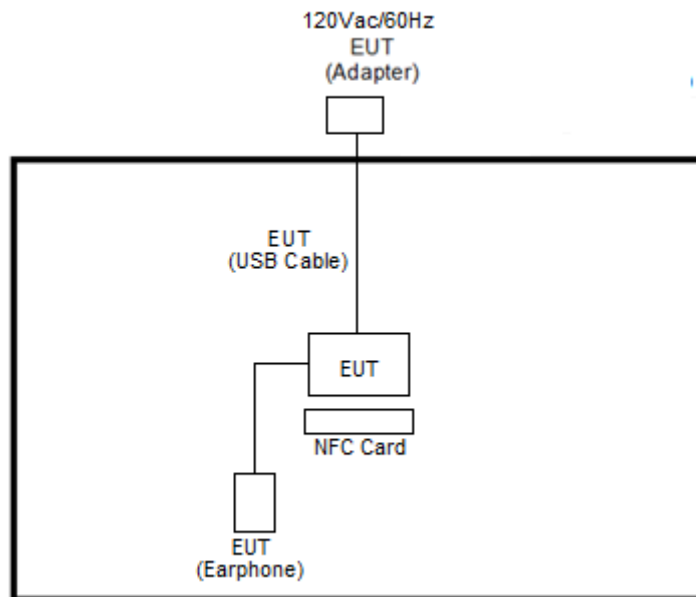 120Vac/60Hz
EUT
(Adapter)
EUT
(USB Cable)
EUT
NFC Card
EUT
(Earphone)